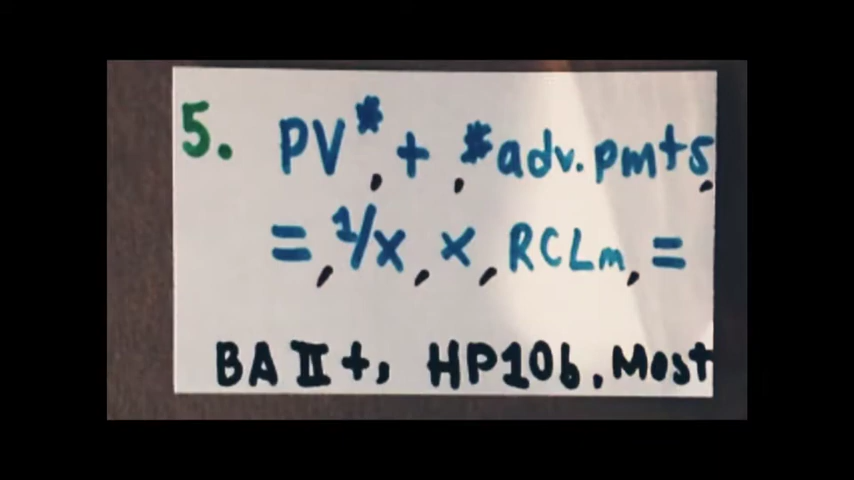 5. PV*, + , *adv. pmts,
=, 1/x, x, RCLm, =
BA II +, HP10b, Most